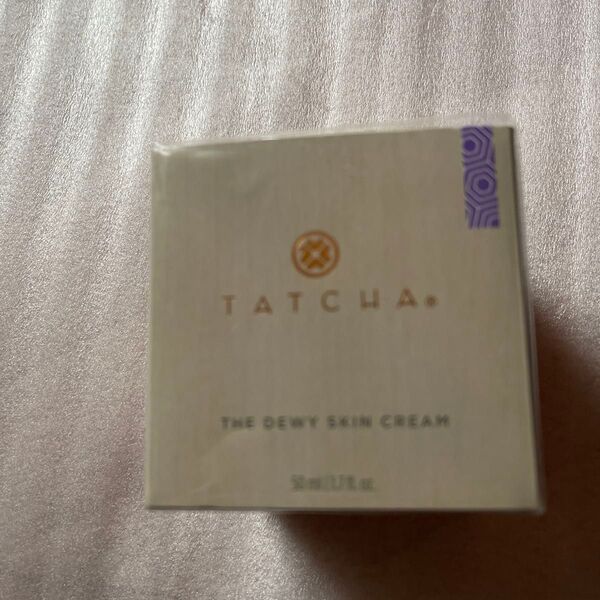 TATCHA®
THE DEWY SKIN CREAM
50 ml | 1.7 fl. oz.